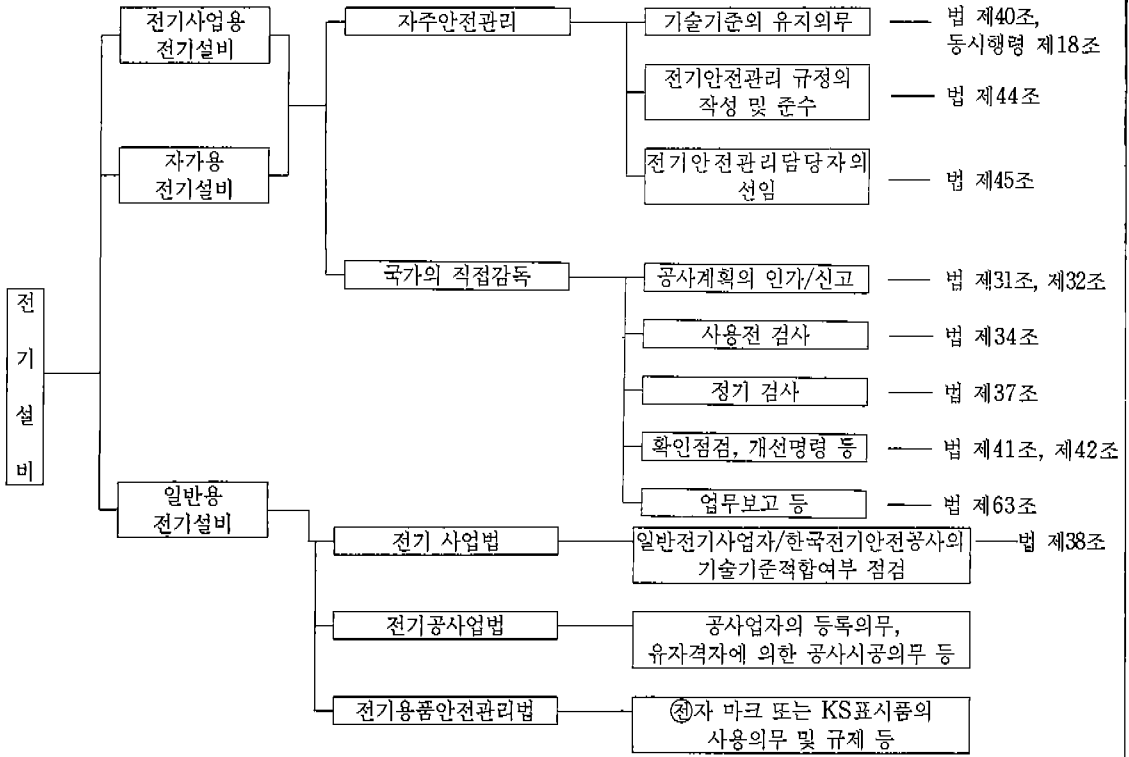 전기설비
전기사업용
전기설비
자가용
전기설비
일반용
전기설비
자주안전관리
기술기준의 유지의무
법 제40조,
동시행령 제18조
전기안전관리 규정의
작성 및 준수
법 제44조
전기안전관리담당자의
선임
법 제45조
국가의 직접감독
공사계획의 인가/신고
법 제31조, 제32조
사용전 검사
법 제34조
정기 검사
법 제37조
확인점검, 개선명령 등
법 제41조, 제42조
업무보고 등
법 제63조
전기 사업법
일반전기사업자/한국전기안전공사의
기술기준적합여부 점검
법 제38조
전기공사업법
공사업자의 등록의무,
유자격자에 의한 공사시공의무 등
전기용품안전관리법
㉄자 마크 또는 KS표시품의
사용의무 및 규제 등